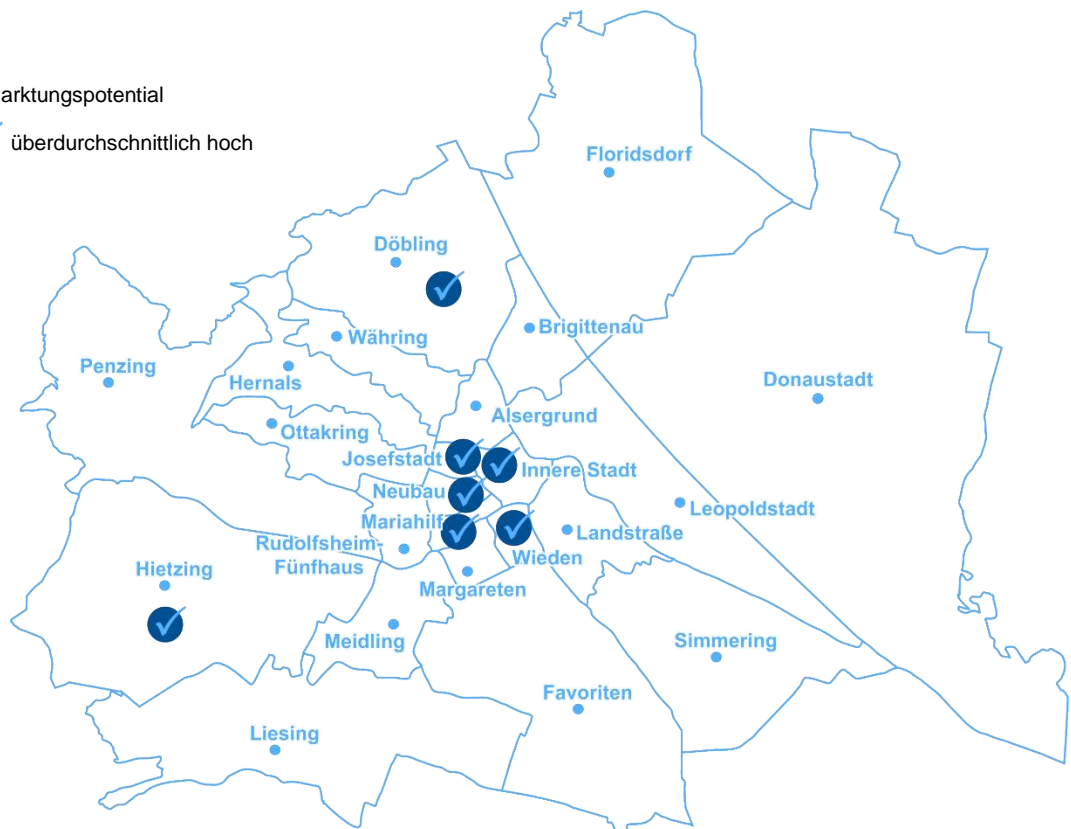 arktungspotential
überdurchschnittlich hoch
Floridsdorf
Döbling
Brigittenau
Währing
Penzing
Hernals
Donaustadt
Alsergrund
Ottakring
Josefstadt
Innere Stadt
Neubau
Leopoldstadt
Mariahilf
Landstraße
Rudolfsheim-
Fünfhaus
Wieden
Hietzing
Margareten
Meidling
Simmering
Favoriten
Liesing